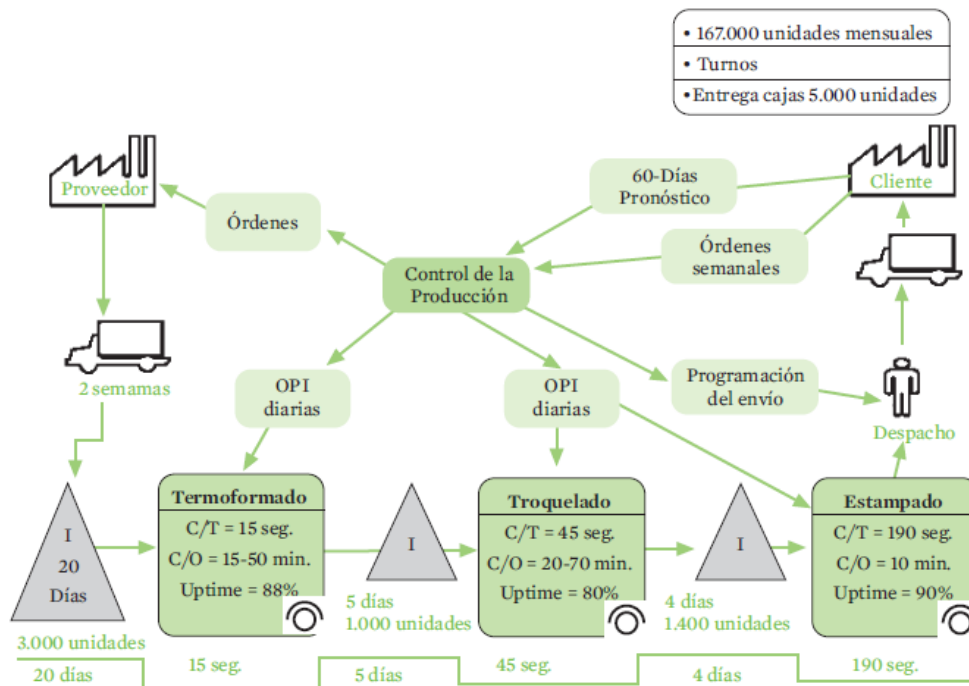 • 167.000 unidades mensuales
• Turnos
•Entrega cajas 5.000 unidades
Proveedor
Órdenes
60-Días
Pronóstico
Cliente
Órdenes
semanales
Control de la
Producción
2 semamas
OPI
diarias
OPI
diarias
Programación
del envío
Despacho
I
20
Días
3.000 unidades
Termoformado
C/T = 15 seg.
C/O = 15-50 min.
Uptime = 88%
I
5 días
1.000 unidades
Troquelado
C/T = 45 seg.
C/O = 20-70 min.
Uptime = 80%
I
4 días
1.400 unidades
Estampado
C/T = 190 seg.
C/O = 10 min.
Uptime = 90%
20 días
15 seg.
5 días
45 seg.
4 días
190 seg.